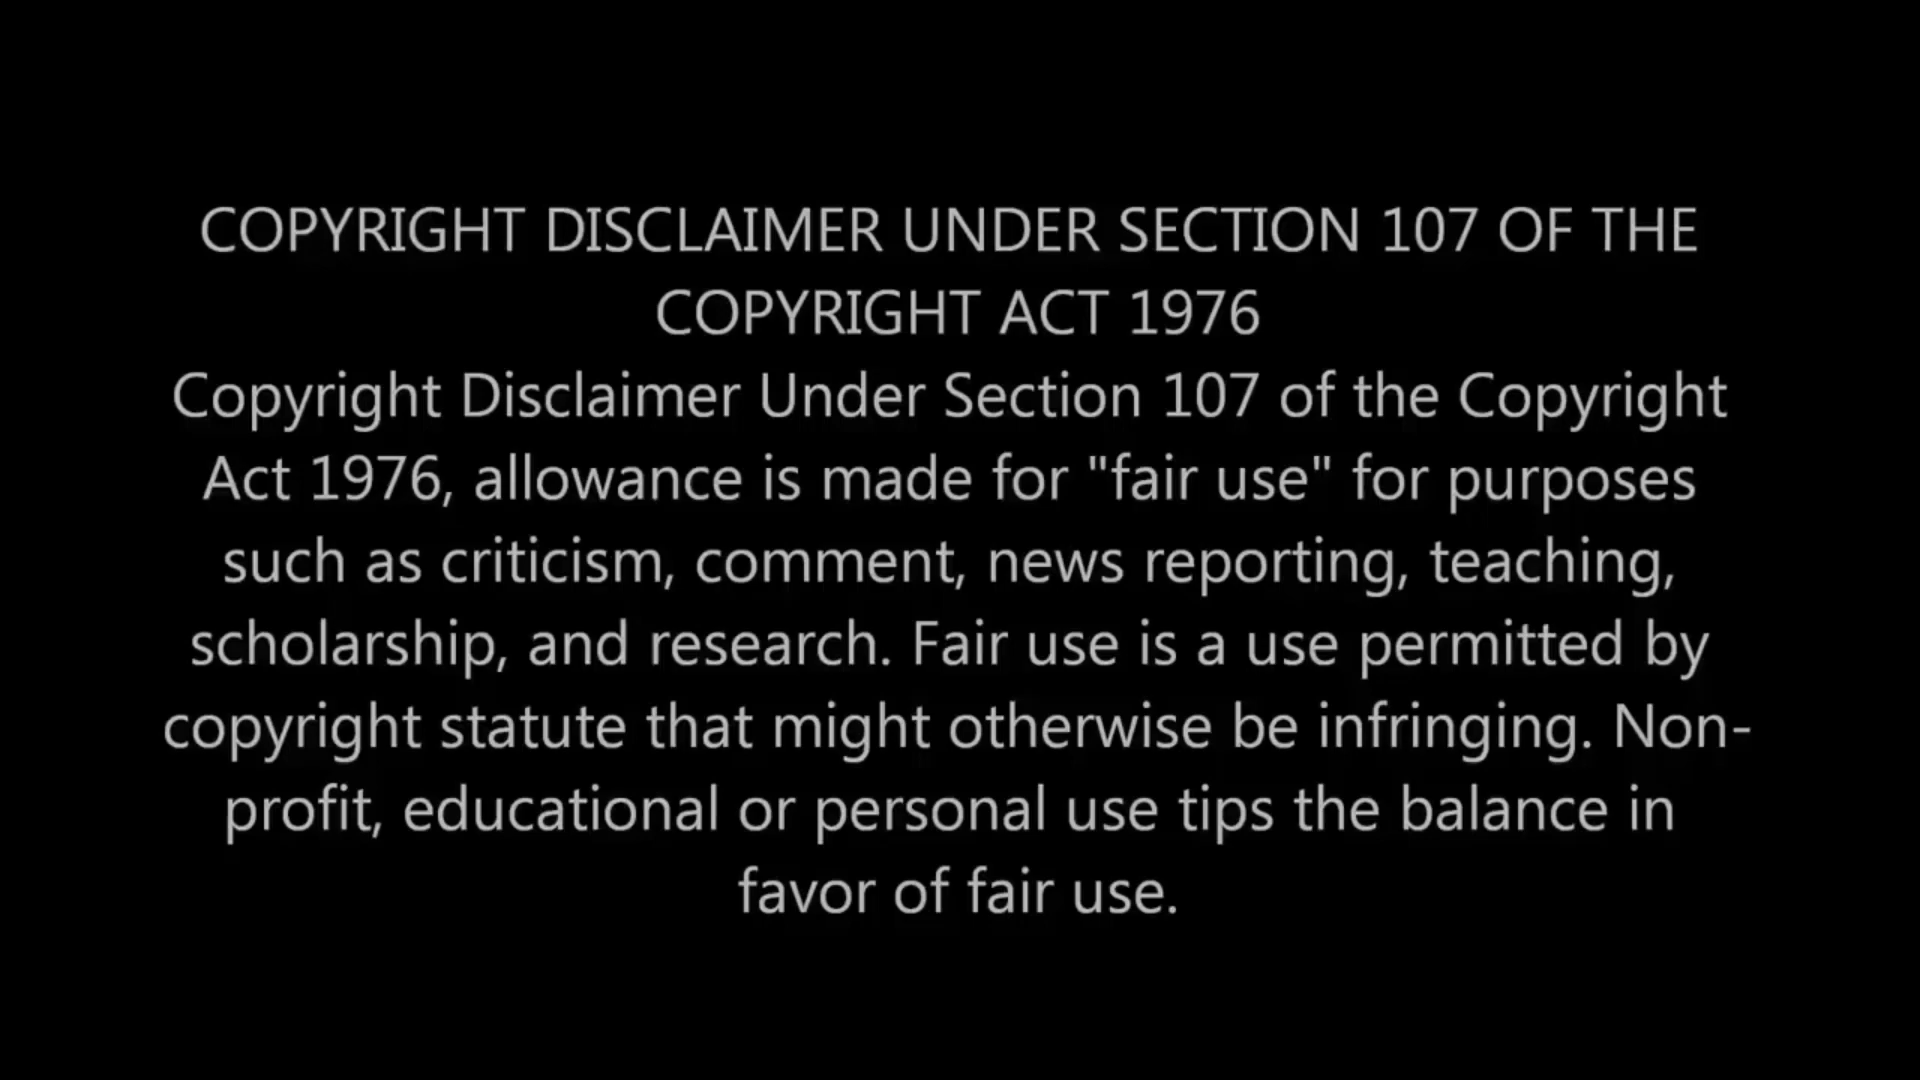 COPYRIGHT DISCLAIMER UNDER SECTION 107 OF THE
COPYRIGHT ACT 1976
Copyright Disclaimer Under Section 107 of the Copyright
Act 1976, allowance is made for "fair use" for purposes
such as criticism, comment, news reporting, teaching,
scholarship, and research. Fair use is a use permitted by
copyright statute that might otherwise be infringing. Non-
profit, educational or personal use tips the balance in
favor of fair use.